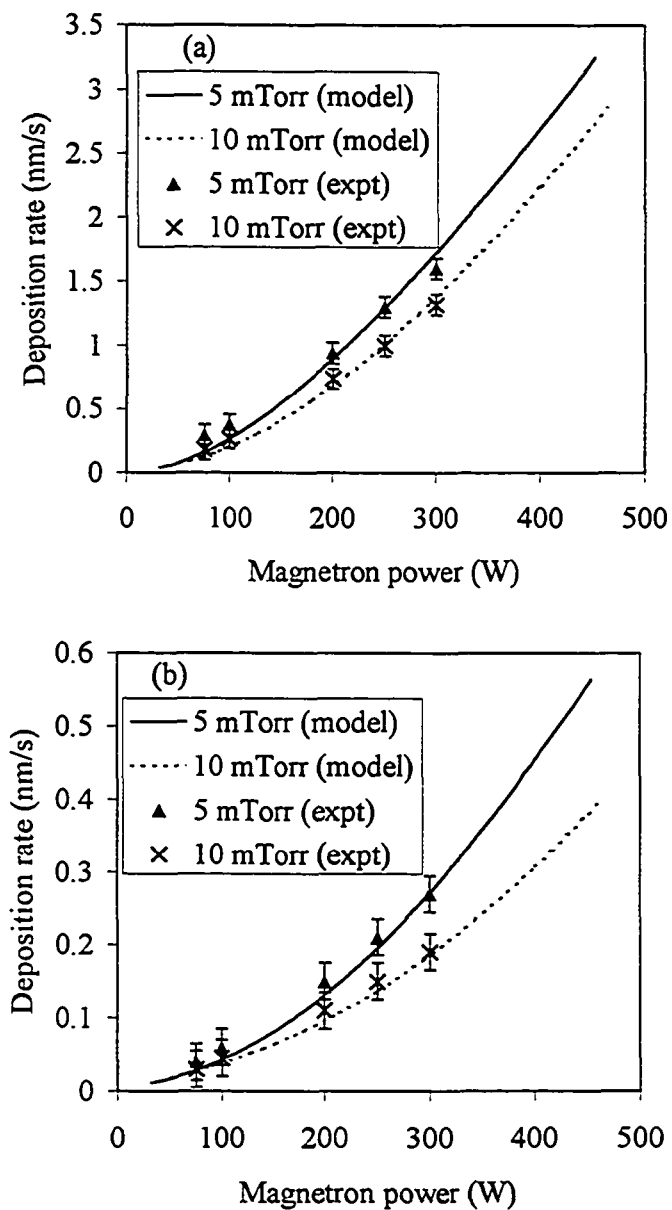 (a)
5 mTorr (model)
10 mTorr (model)
5 mTorr (expt)
10 mTorr (expt)
Deposition rate (nm/s)
3.5
3
2.5
2
1.5
1
0.5
0
0 100 200 300 400 500
Magnetron power (W)
(b)
5 mTorr (model)
10 mTorr (model)
5 mTorr (expt)
10 mTorr (expt)
Deposition rate (nm/s)
0.6
0.5
0.4
0.3
0.2
0.1
0
0 100 200 300 400 500
Magnetron power (W)